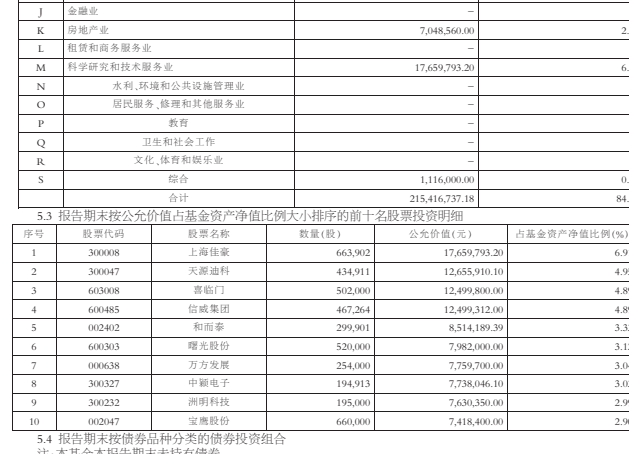 J 金融业 –
K 房地产业 7,048,560.00 2.
L 租赁和商务服务业 –
M 科学研究和技术服务业 17,659,793.20 6.
N 水利、环境和公共设施管理业 –
O 居民服务、修理和其他服务业 –
P 教育 –
Q 卫生和社会工作 –
R 文化、体育和娱乐业 –
S 综合 1,116,000.00 0.
合计 215,416,737.18 84.
5.3 报告期末按公允价值占基金资产净值比例大小排序的前十名股票投资明细
序号 股票代码 股票名称 数量(股) 公允价值(元) 占基金资产净值比例(%)
1 300008 上海佳豪 663,902 17,659,793.20 6.9
2 300047 天源迪科 434,911 12,655,910.10 4.9
3 603008 喜临门 502,000 12,499,800.00 4.89
4 600485 信威集团 467,264 12,499,312.00 4.89
5 002402 和而泰 299,901 8,514,189.39 3.3
6 600303 曙光股份 520,000 7,982,000.00 3.1
7 000638 万方发展 254,000 7,759,700.00 3.0
8 300327 中颖电子 194,913 7,738,046.10 3.0
9 300232 洲明科技 195,000 7,630,350.00 2.9
10 002047 宝鹰股份 660,000 7,418,400.00 2.9
5.4 报告期末按债券品种分类的债券投资组合
注:本基金本报告期末未持有债券